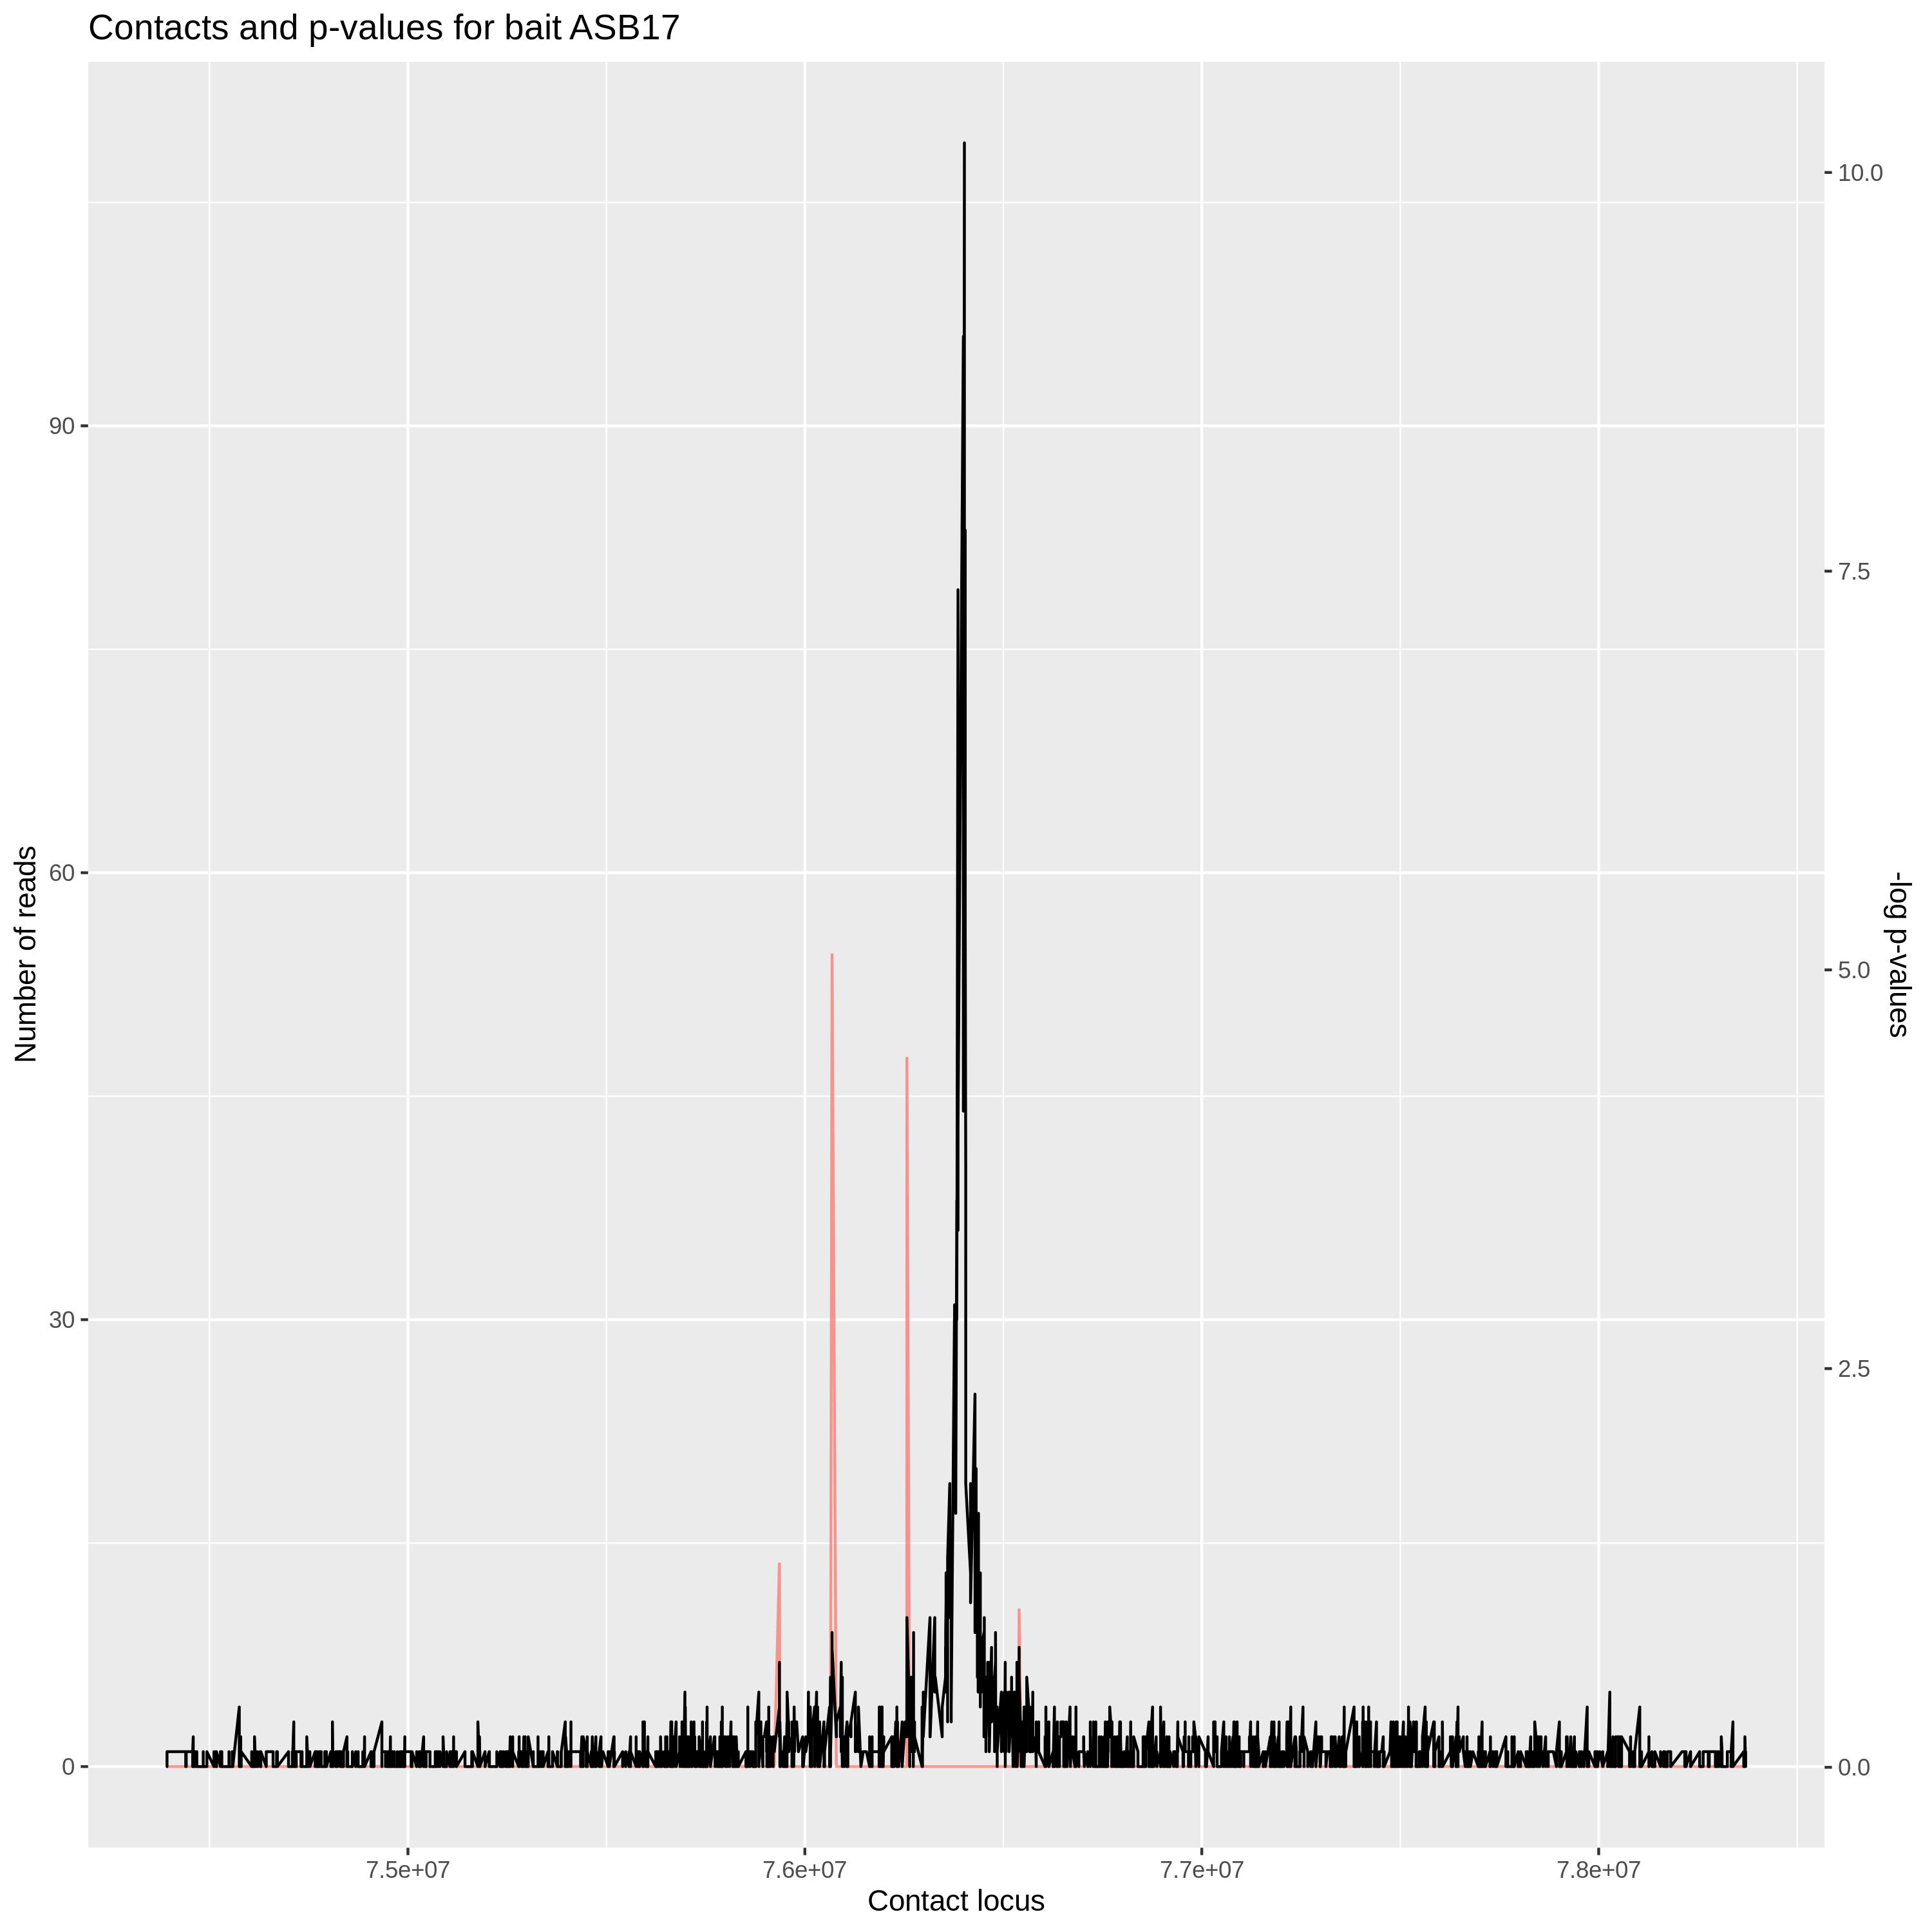 Contacts and p-values for bait ASB17
Number of reads
90
60
30
0
10.0
7.5
5.0
2.5
0.0
-log p-values
7.5e+07
7.6e+07
7.7e+07
7.8e+07
Contact locus